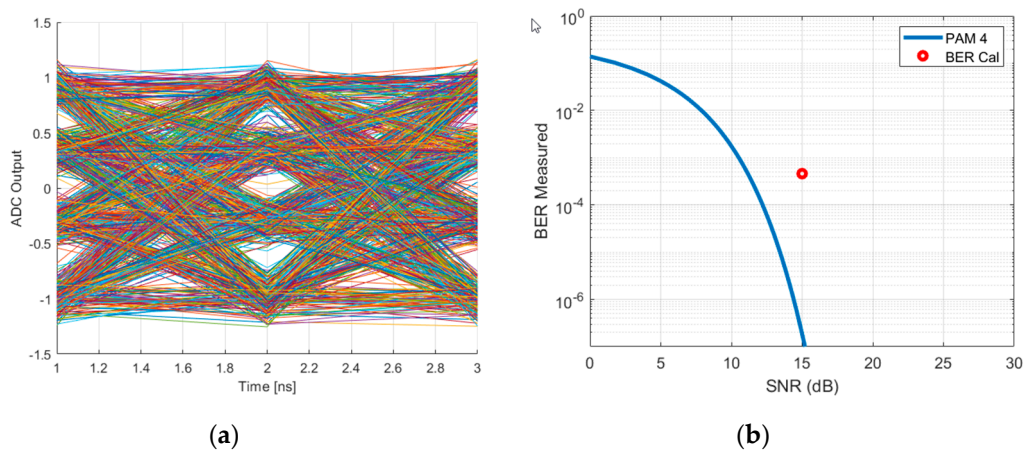 1.5
1
0.5
0
-0.5
-1
-1.5
ADC Output
1 1.2 1.4 1.6 1.8 2 2.2 2.4 2.6 2.8 3
Time [ns]
(a)
10^0
10^-2
10^-4
10^-6
BER Measured
PAM 4
BER Cal
0 5 10 15 20 25 30
SNR (dB)
(b)